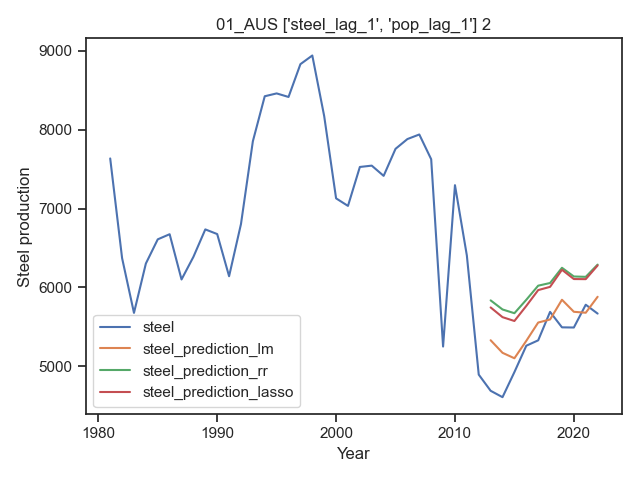 01_AUS ['steel_lag_1', 'pop_lag_1'] 2
9000
8000
7000
6000
5000
Steel production
steel
steel_prediction_lm
steel_prediction_rr
steel_prediction_lasso
1980
1990
2000
2010
2020
Year